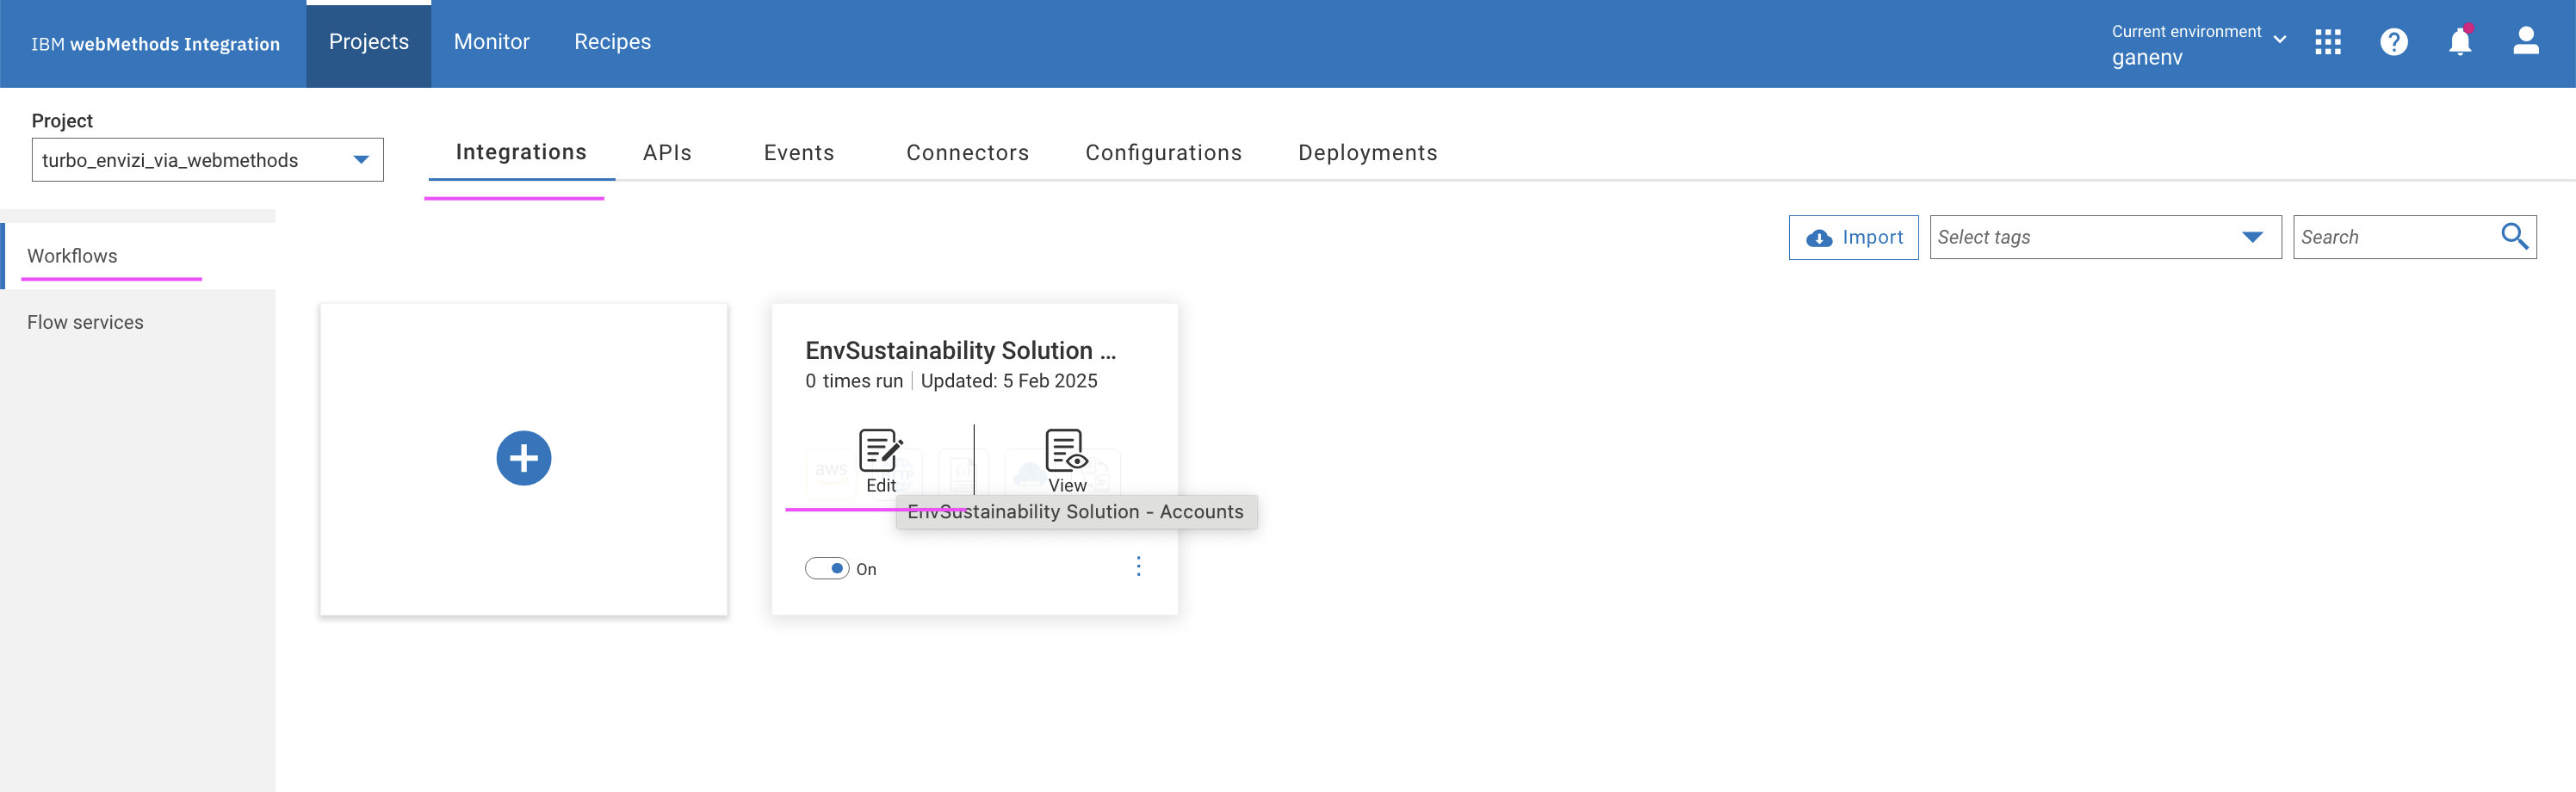 IBM webMethods Integration
Projects
Monitor
Recipes
Current environment
ganenv
Project
turbo_envizi_via_webmethods
Integrations
APIs
Events
Connectors
Configurations
Deployments
Workflows
Flow services
Import
Select tags
Search
EnvSustainability Solution ...
0 times run | Updated: 5 Feb 2025
aws
Edit
View
EnvSustainability Solution - Accounts
On